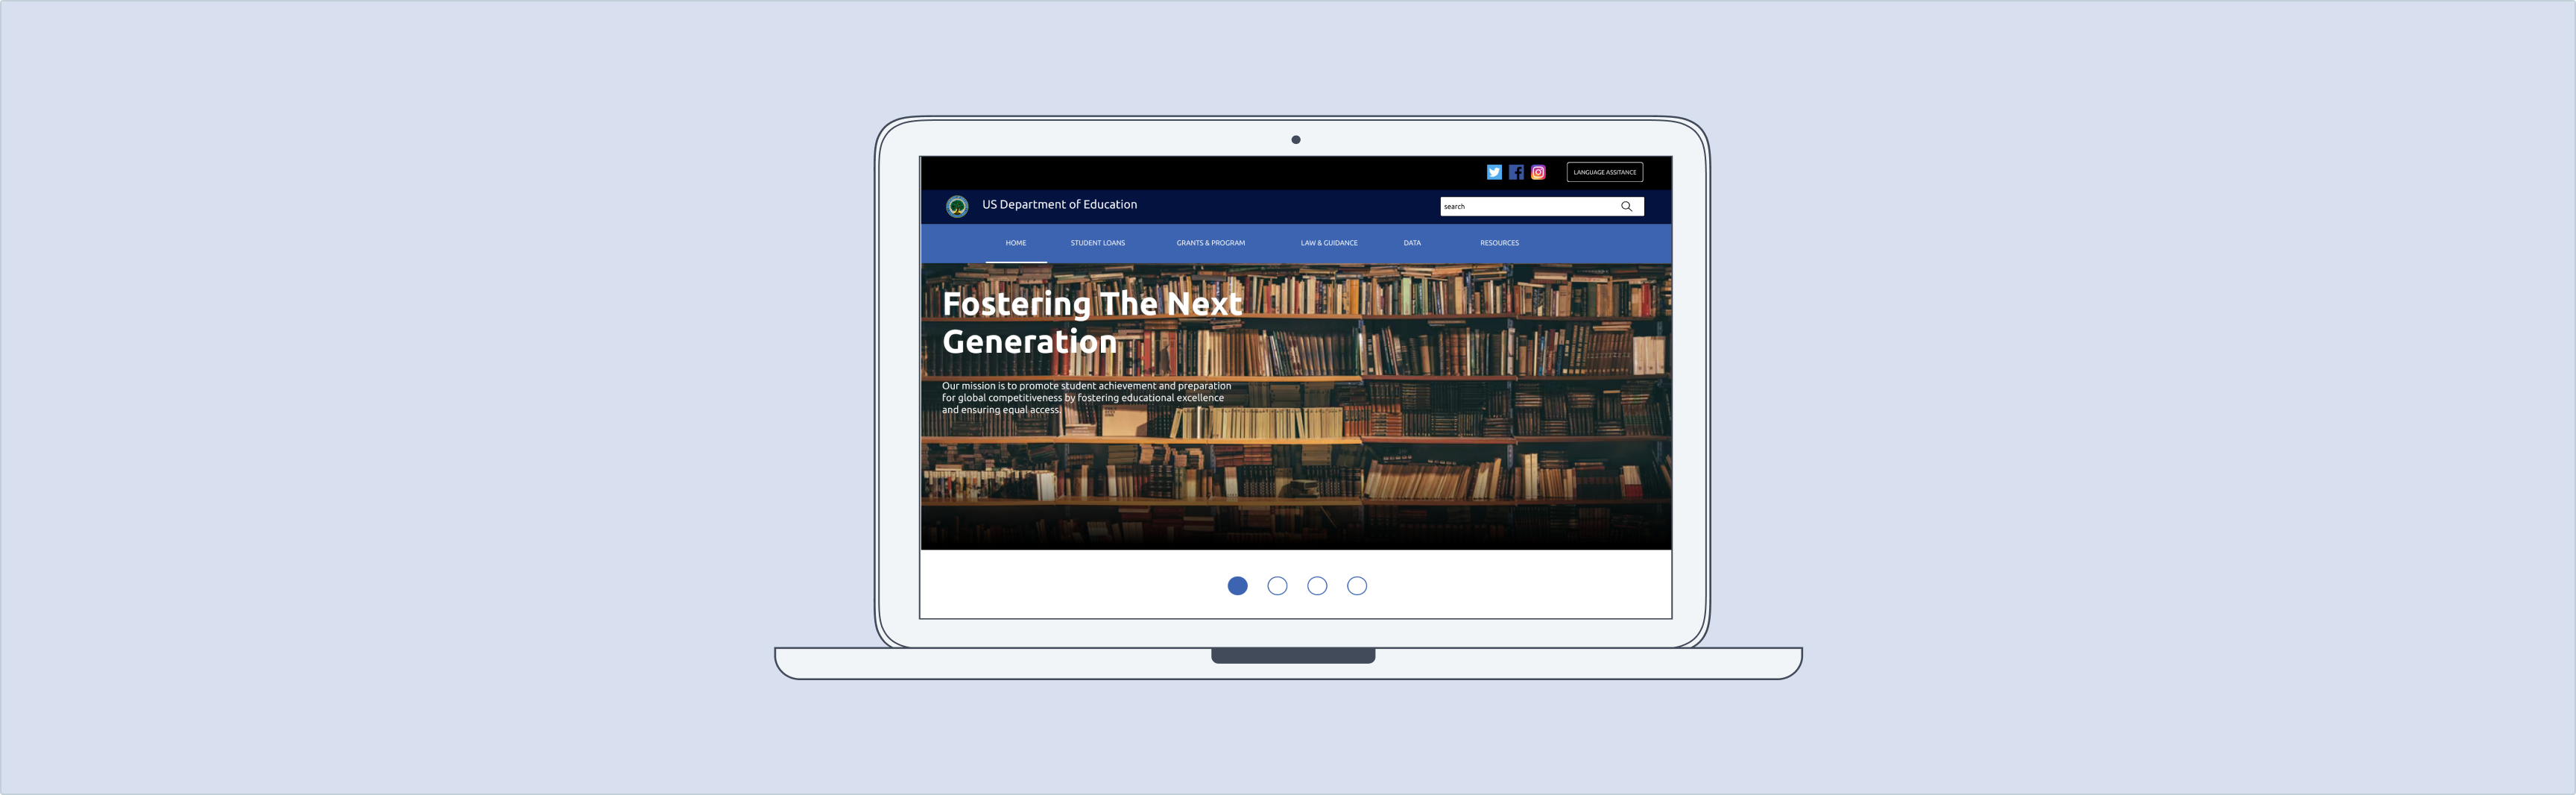 LANGUAGE ASSITANCE
US Department of Education
search
HOME STUDENT LOANS GRANTS & PROGRAM LAW & GUIDANCE DATA RESOURCES
Fostering The Next
Generation
Our mission is to promote student achievement and preparation
for global competitiveness by fostering educational excellence
and ensuring equal access.